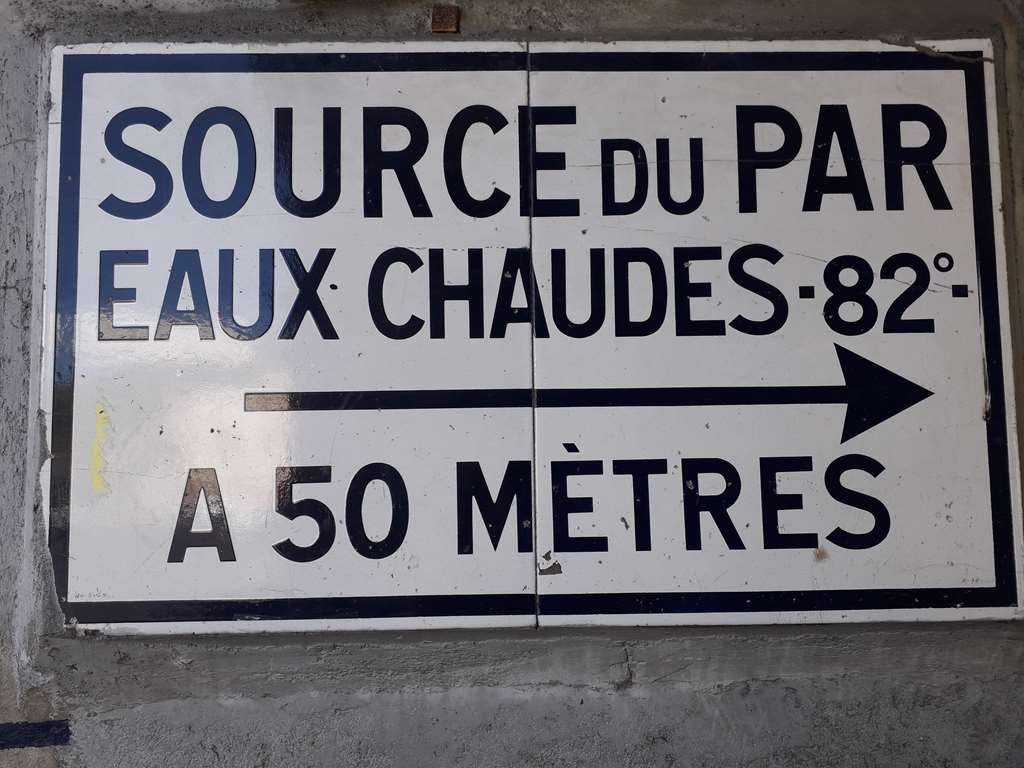 SOURCE DU PAR
EAUX CHAUDES ·82°·
A 50 MÈTRES